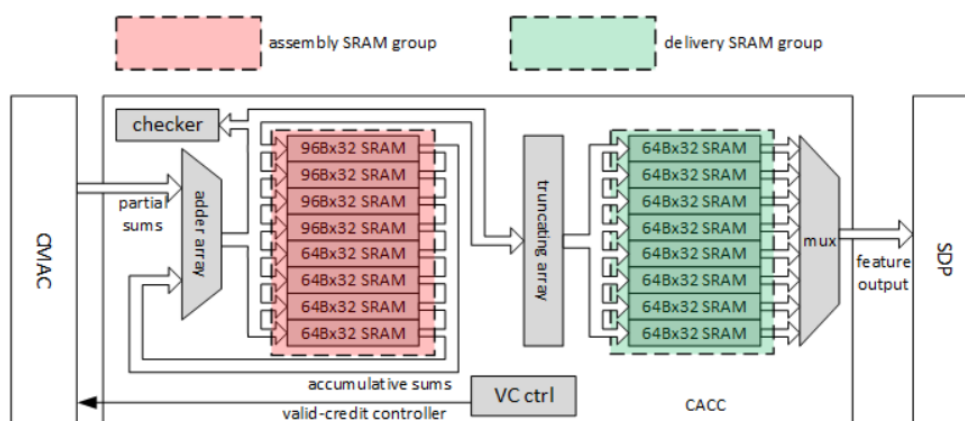 assembly SRAM group
delivery SRAM group
CMAC
checker
partial
sums
adder array
96Bx32 SRAM
96Bx32 SRAM
96Bx32 SRAM
96Bx32 SRAM
64Bx32 SRAM
64Bx32 SRAM
64Bx32 SRAM
64Bx32 SRAM
accumulative sums
valid-credit controller
VC ctrl
truncating array
64Bx32 SRAM
64Bx32 SRAM
64Bx32 SRAM
64Bx32 SRAM
64Bx32 SRAM
64Bx32 SRAM
64Bx32 SRAM
64Bx32 SRAM
mux
CACC
feature
output
SDP